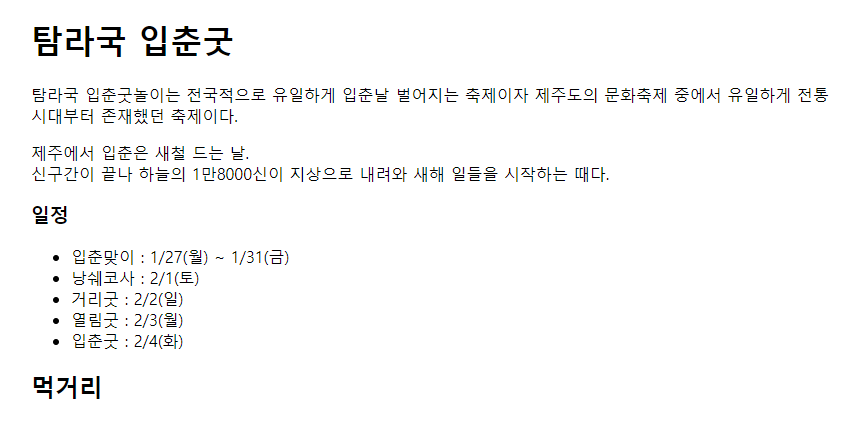 탐라국 입춘굿
탐라국 입춘굿놀이는 전국적으로 유일하게 입춘날 벌어지는 축제이자 제주도의 문화축제 중에서 유일하게 전통
시대부터 존재했던 축제이다.
제주에서 입춘은 새철 드는 날.
신구간이 끝나 하늘의 1만8000신이 지상으로 내려와 새해 일들을 시작하는 때다.
일정
• 입춘맞이 : 1/27(월) ~ 1/31(금)
• 낭쉐코사 : 2/1(토)
• 거리굿 : 2/2(일)
• 열림굿 : 2/3(월)
• 입춘굿 : 2/4(화)
먹거리